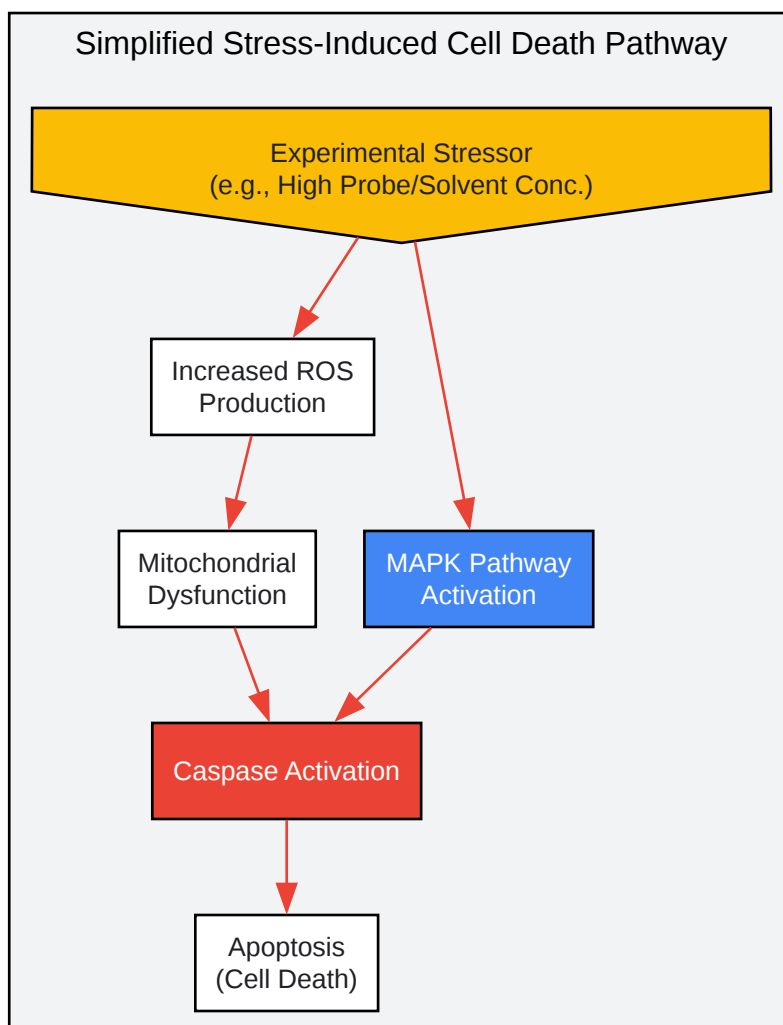 Simplified Stress-Induced Cell Death Pathway
Experimental Stressor
(e.g., High Probe/Solvent Conc.)
Increased ROS
Production
Mitochondrial
Dysfunction
MAPK Pathway
Activation
Caspase Activation
Apoptosis
(Cell Death)